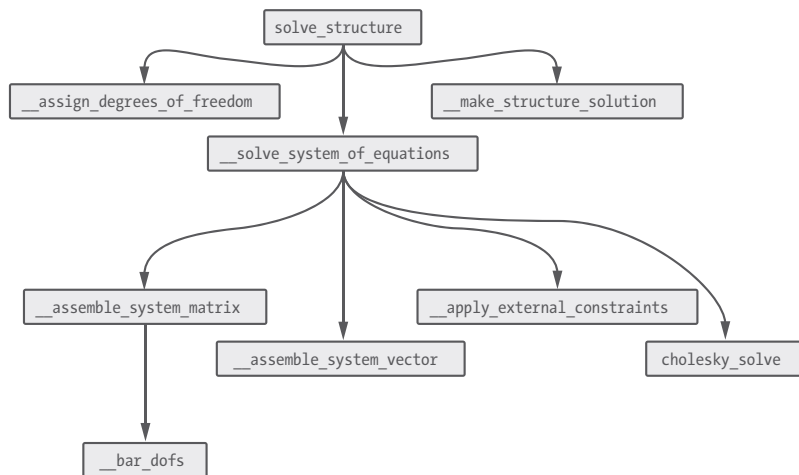 solve_structure
__assign_degrees_of_freedom
__make_structure_solution
__solve_system_of_equations
__assemble_system_matrix
__apply_external_constraints
__assemble_system_vector
cholesky_solve
__bar_dofs